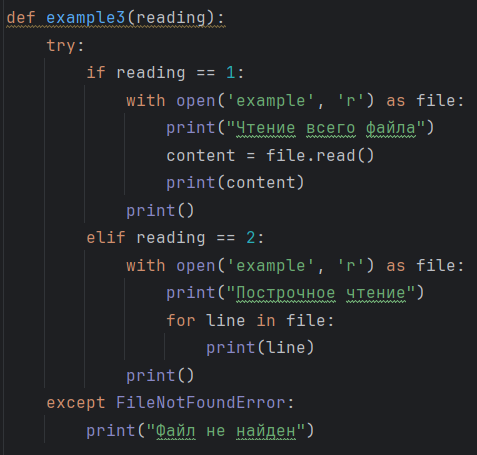 def example3(reading):
    try:
        if reading == 1:
            with open('example', 'r') as file:
                print("Чтение всего файла")
                content = file.read()
                print(content)
            print()
        elif reading == 2:
            with open('example', 'r') as file:
                print("Построчное чтение")
                for line in file:
                    print(line)
            print()
    except FileNotFoundError:
        print("Файл не найден")